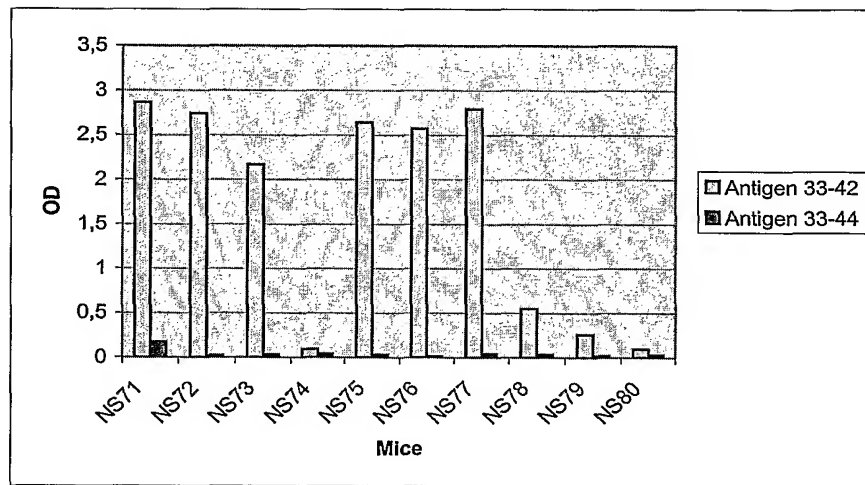 3,5
3
2,5
2
1,5
1
0,5
0
OD
NS71
NS72
NS73
NS74
NS75
NS76
NS77
NS78
NS79
NS80
Mice
Antigen 33-42
Antigen 33-44